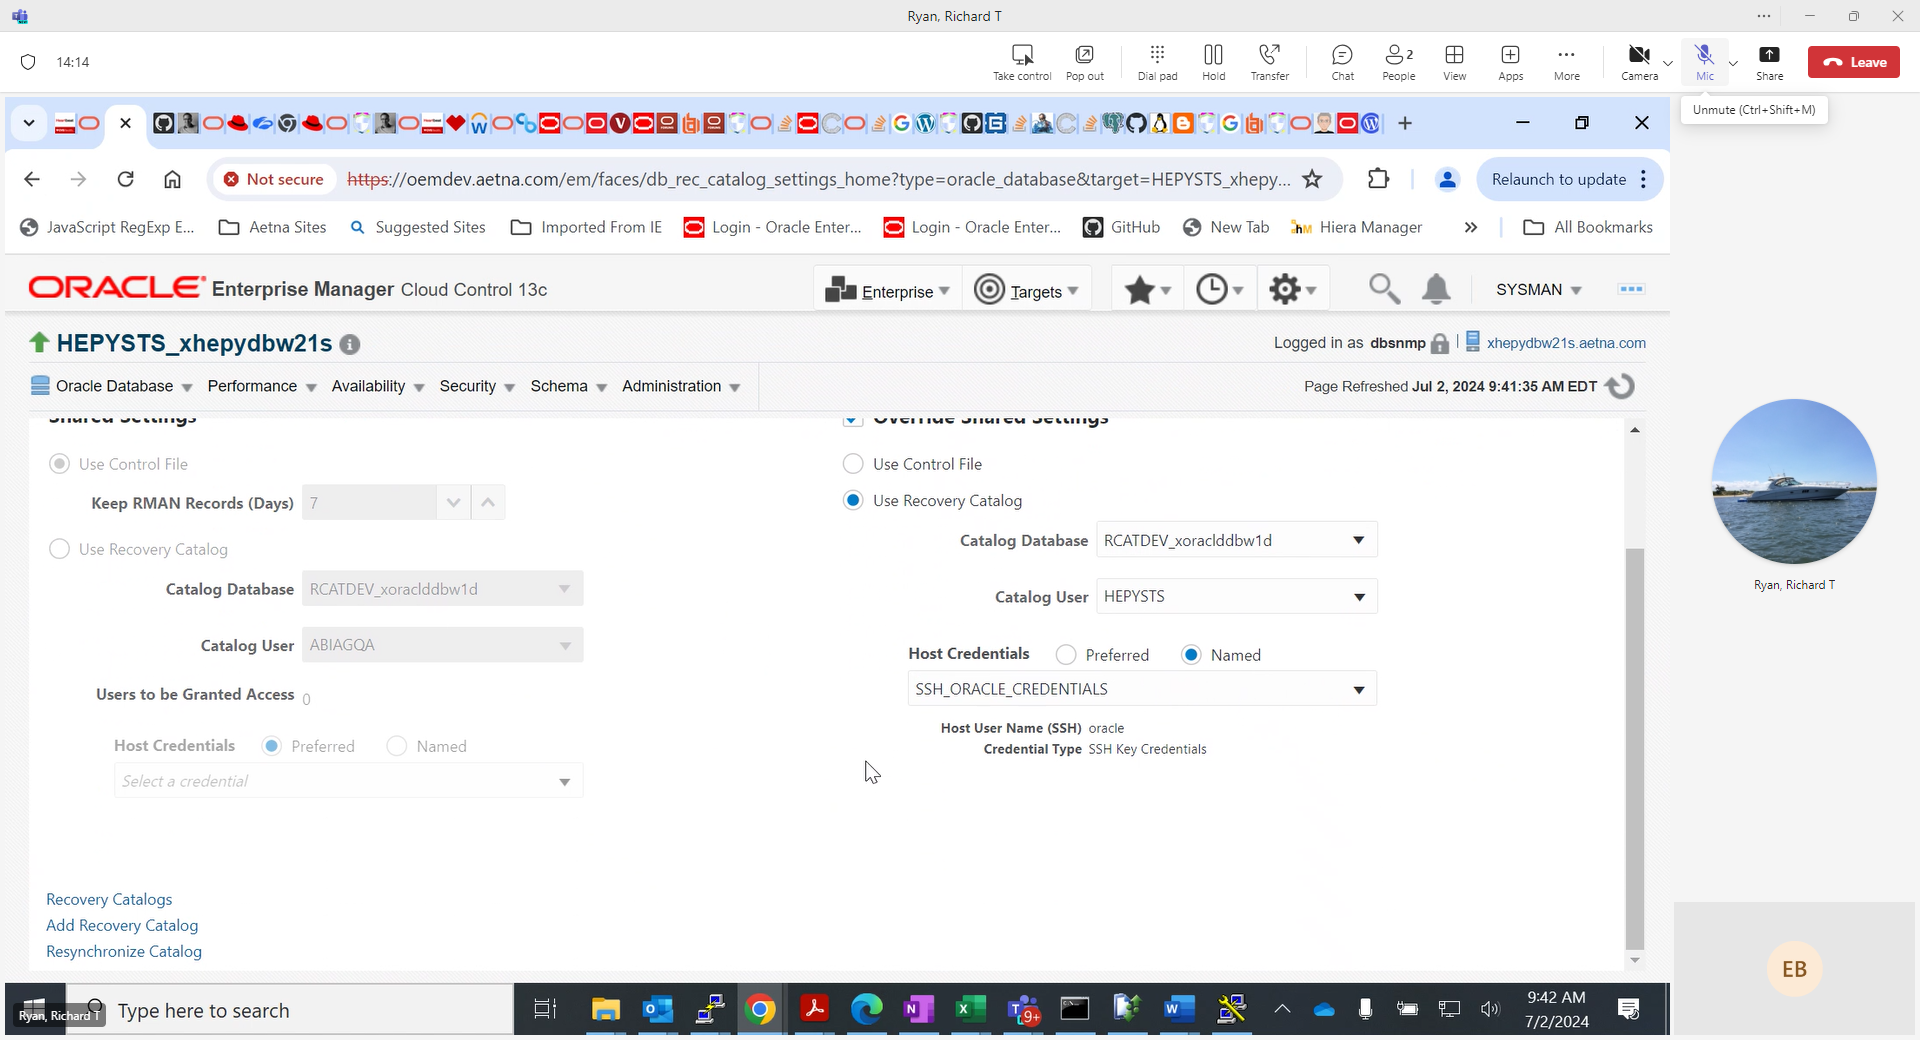 Ryan, Richard T
14:14
Take control
Pop out
Dial pad
Hold
Transfer
Chat
2
People
View
Apps
More
Camera
Mic
Share
Leave
Unmute (Ctrl+Shift+M)
Not secure
https://oemdev.aetna.com/em/faces/db_rec_catalog_settings_home?type=oracle_database&target=HEPYSTS_xhepy...
Relaunch to update
JavaScript RegExp E...
Aetna Sites
Suggested Sites
Imported From IE
Login - Oracle Enter...
Login - Oracle Enter...
GitHub
New Tab
Hiera Manager
All Bookmarks
ORACLE Enterprise Manager Cloud Control 13c
Enterprise
Targets
SYSMAN
HEPYSTS_xhepydbw21s
Logged in as dbsnmp
xhepydbw21s.aetna.com
Oracle Database
Performance
Availability
Security
Schema
Administration
Page Refreshed Jul 2, 2024 9:41:35 AM EDT
Shared Settings
Override Shared Settings
Use Control File
Use Control File
Keep RMAN Records (Days) 7
Use Recovery Catalog
Use Recovery Catalog
Catalog Database RCATDEV_xoraclddbw1d
Catalog Database RCATDEV_xoraclddbw1d
Catalog User HEPYSTS
Catalog User ABIAGQA
Host Credentials Preferred Named
SSH_ORACLE_CREDENTIALS
Users to be Granted Access 0
Host User Name (SSH) oracle
Credential Type SSH Key Credentials
Host Credentials Preferred Named
Select a credential
Recovery Catalogs
Add Recovery Catalog
Resynchronize Catalog
Ryan, Richard T
EB
Ryan, Richard T
Type here to search
9+
9:42 AM
7/2/2024